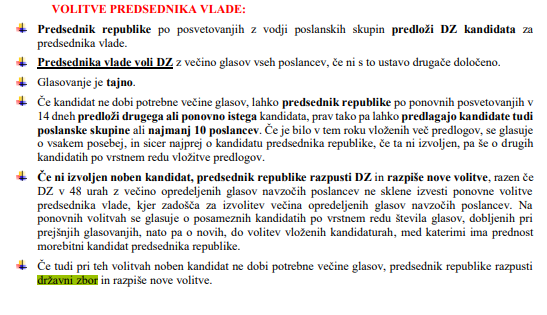 VOLITVE PREDSEDNIKA VLADE:
Predsednik republike po posvetovanjih z vodji poslanskih skupin predloži DZ kandidata za
predsednika vlade.
Predsednika vlade voli DZ z večino glasov vseh poslancev, če ni s to ustavo drugače določeno.
Glasovanje je tajno.
Če kandidat ne dobi potrebne večine glasov, lahko predsednik republike po ponovnih posvetovanjih v
14 dneh predloži drugega ali ponovno istega kandidata, prav tako pa lahko predlagajo kandidate tudi
poslanske skupine ali najmanj 10 poslancev. Če je bilo v tem roku vloženih več predlogov, se glasuje
o vsakem posebej, in sicer najprej o kandidatu predsednika republike, če ta ni izvoljen, pa še o drugih
kandidatih po vrstnem redu vložitve predlogov.
Če ni izvoljen noben kandidat, predsednik republike razpusti DZ in razpiše nove volitve, razen če
DZ v 48 urah z večino opredeljenih glasov navzočih poslancev ne sklene izvesti ponovne volitve
predsednika vlade, kjer zadošča za izvolitev večina opredeljenih glasov navzočih poslancev. Na
ponovnih volitvah se glasuje o posameznih kandidatih po vrstnem redu števila glasov, dobljenih pri
prejšnjih glasovanjih, nato pa o novih, do volitev vloženih kandidaturah, med katerimi ima prednost
morebitni kandidat predsednika republike.
Če tudi pri teh volitvah noben kandidat ne dobi potrebne večine glasov, predsednik republike razpusti
državni zbor in razpiše nove volitve.